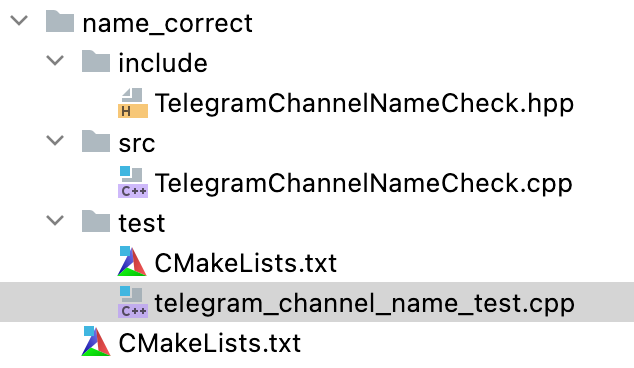 name_correct
include
H TelegramChannelNameCheck.hpp
src
C++ TelegramChannelNameCheck.cpp
test
CMakeLists.txt
C++ telegram_channel_name_test.cpp
CMakeLists.txt